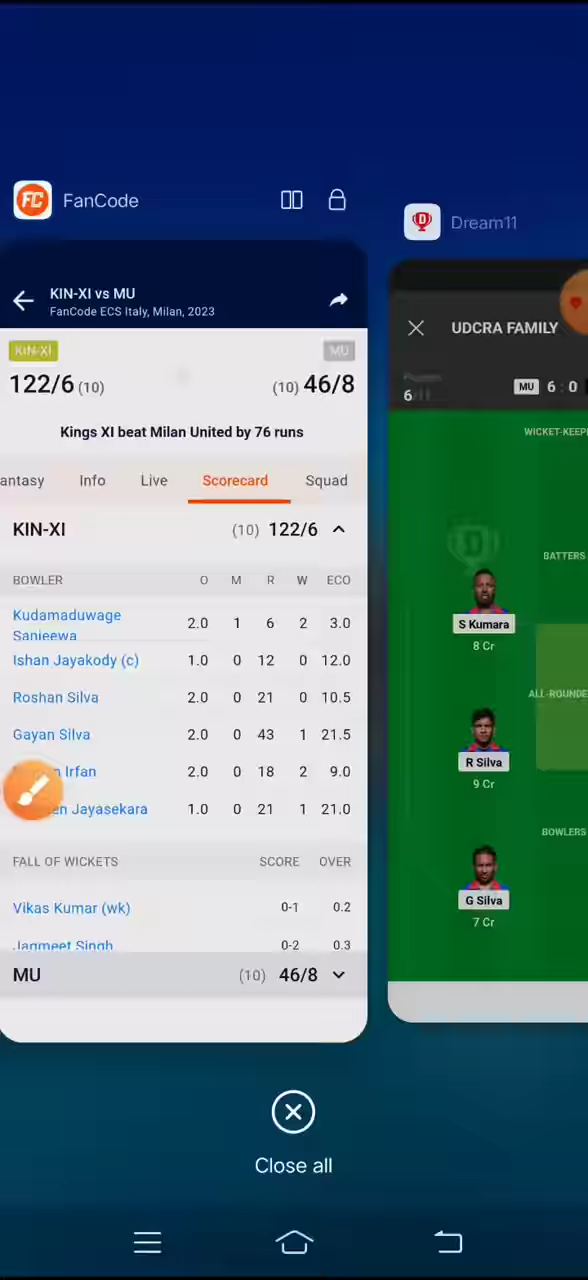 FC FanCode
Dream11
KIN-XI vs MU
FanCode ECS Italy, Milan, 2023
KIN-XI MU
122/6 (10) (10) 46/8
Kings XI beat Milan United by 76 runs
antasy Info Live Scorecard Squad
KIN-XI (10) 122/6
BOWLER O M R W ECO
Kudamaduwage
Sanjeewa 2.0 1 6 2 3.0
Ishan Jayakody (c) 1.0 0 12 0 12.0
Roshan Silva 2.0 0 21 0 10.5
Gayan Silva 2.0 0 43 1 21.5
Irfan 2.0 0 18 2 9.0
en Jayasekara 1.0 0 21 1 21.0
FALL OF WICKETS SCORE OVER
Vikas Kumar (wk) 0-1 0.2
Jagmeet Singh 0-2 0.3
MU (10) 46/8
UDCRA FAMILY
6/11 MU 6 : 0
WICKET-KEEP
BATTERS
S Kumara
8 Cr
ALL-ROUNDE
R Silva
9 Cr
BOWLERS
G Silva
7 Cr
Close all